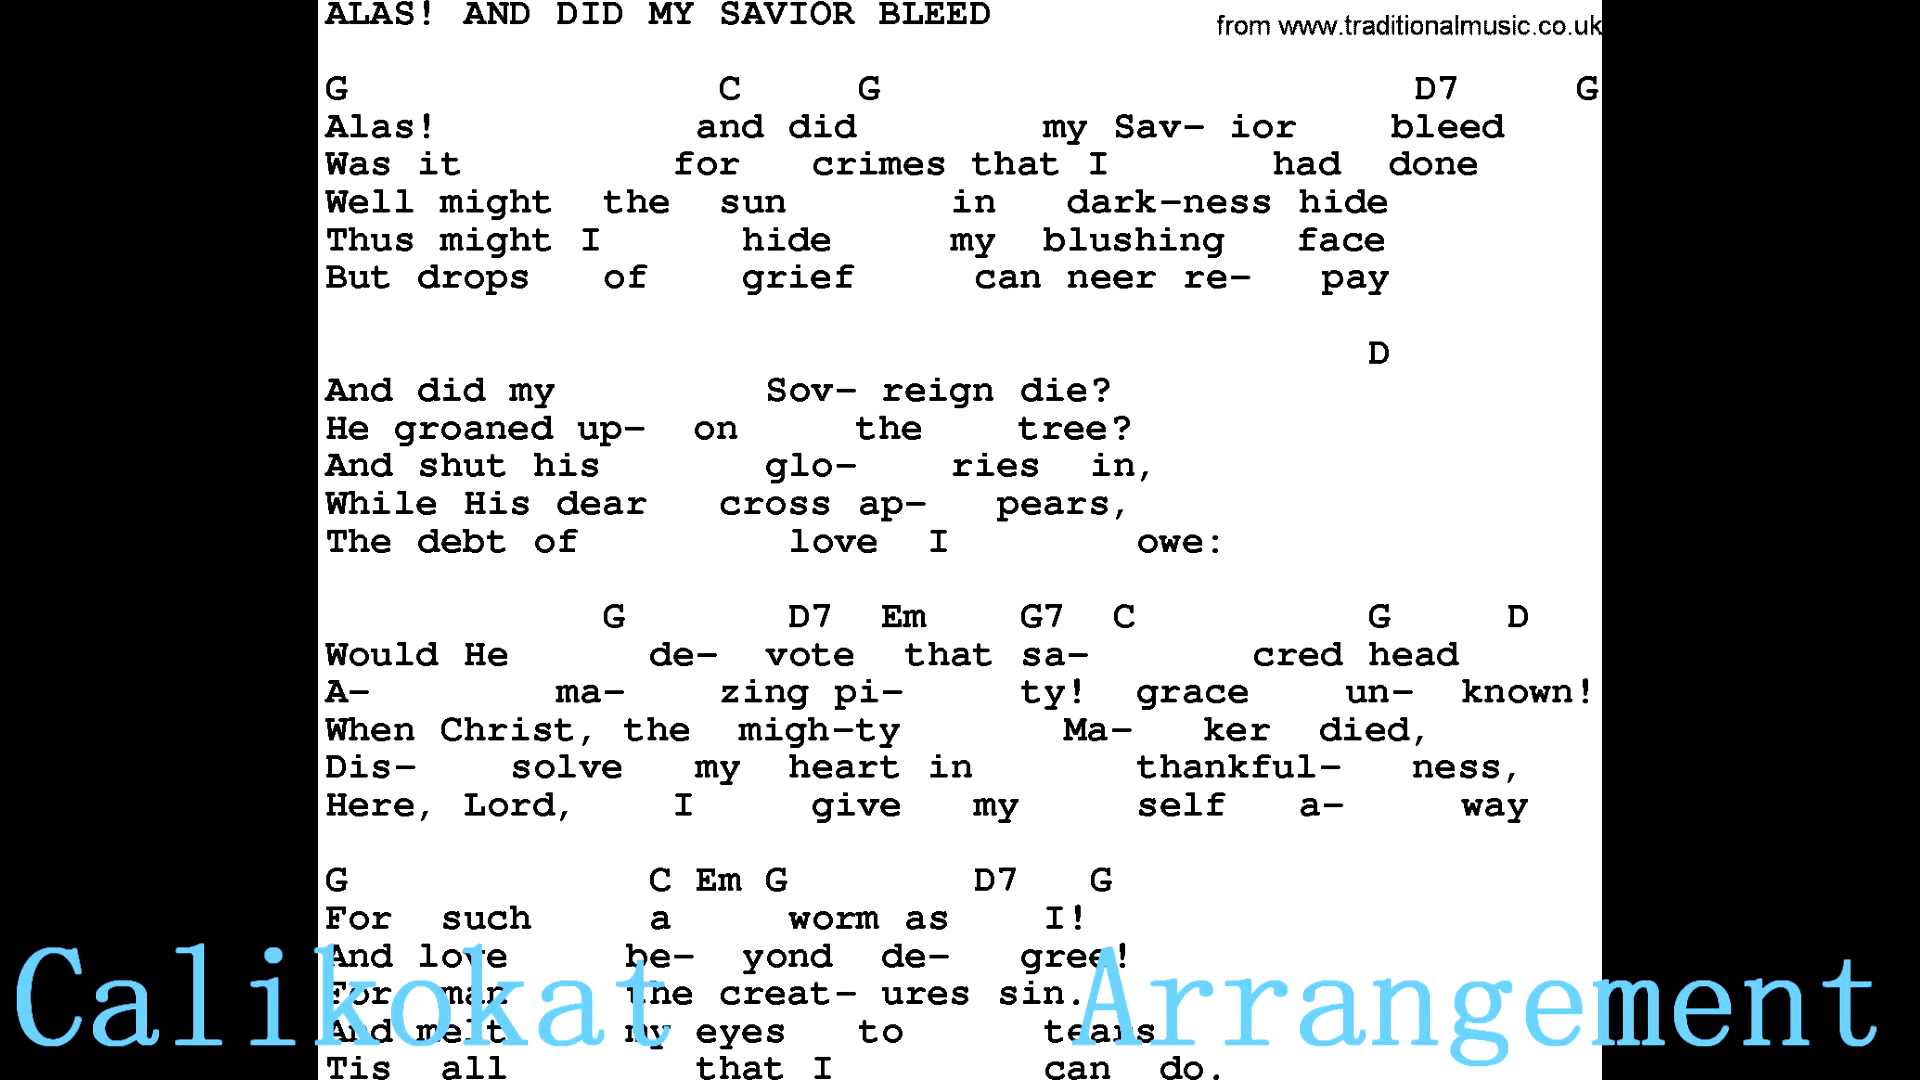 ALAS! AND DID MY SAVIOR BLEED
from www.traditionalmusic.co.uk
G C G D7 G
Alas! and did my Sav- ior bleed
Was it for crimes that I had done
Well might the sun in dark-ness hide
Thus might I hide my blushing face
But drops of grief can neer re- pay
D
And did my Sov- reign die?
He groaned up- on the tree?
And shut his glo- ries in,
While His dear cross ap- pears,
The debt of love I owe:
G D7 Em G7 C G D
Would He de- vote that sa- cred head
A- ma- zing pi- ty! grace un- known!
When Christ, the migh-ty Ma- ker died,
Dis- solve my heart in thankful- ness,
Here, Lord, I give my self a- way
G C Em G D7 G
For such a worm as I!
And love be- yond de- gree!
For man the creat- ures sin.
And melt my eyes to tears
Tis all that I can do.
Calikokat Arrangement